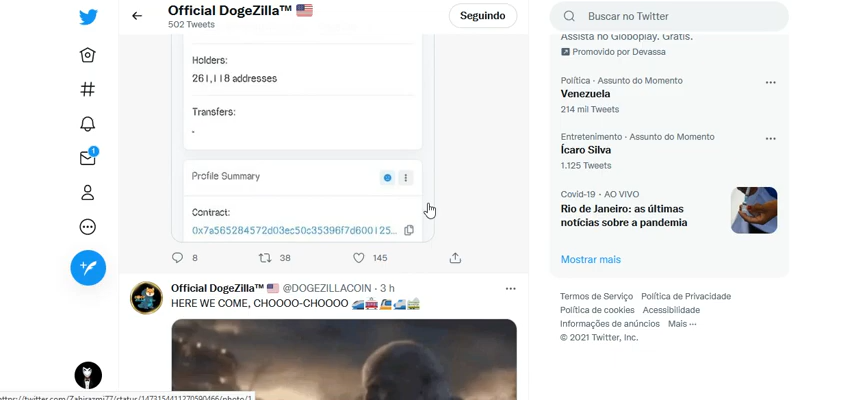 Official DogeZilla™
502 Tweets
Seguindo
Holders:
261,118 addresses
Transfers:
-
Profile Summary
Contract:
0x7a565284572d03ec50c35396f7d600125...
8
38
145
Official DogeZilla™ @DOGEZILLACOIN · 3 h
HERE WE COME, CHOOOO-CHOOOO
1
Buscar no Twitter
Assista no Globoplay. Grátis.
Promovido por Devassa
Política · Assunto do Momento
Venezuela
214 mil Tweets
Entretenimento · Assunto do Momento
Ícaro Silva
1.125 Tweets
Covid-19 · AO VIVO
Rio de Janeiro: as últimas
notícias sobre a pandemia
Mostrar mais
Termos de Serviço Política de Privacidade
Política de cookies Acessibilidade
Informações de anúncios Mais ···
© 2021 Twitter, Inc.